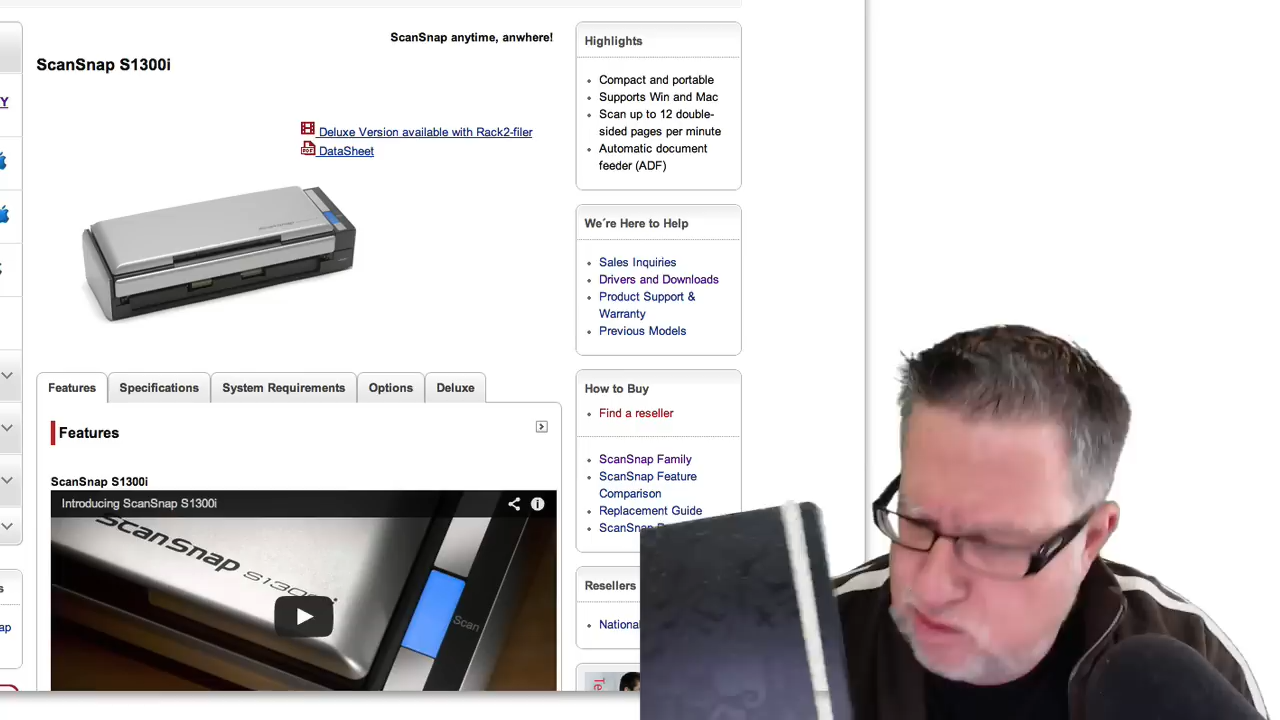 ScanSnap anytime, anwhere!
ScanSnap S1300i
Deluxe Version available with Rack2-filer
DataSheet
Features
Specifications
System Requirements
Options
Deluxe
Features
ScanSnap S1300i
Introducing ScanSnap S1300i
ScanSnap
Scan
Highlights
Compact and portable
Supports Win and Mac
Scan up to 12 double-
sided pages per minute
Automatic document
feeder (ADF)
We´re Here to Help
Sales Inquiries
Drivers and Downloads
Product Support &
Warranty
Previous Models
How to Buy
Find a reseller
ScanSnap Family
ScanSnap Feature
Comparison
Replacement Guide
ScanSnap
Resellers
National